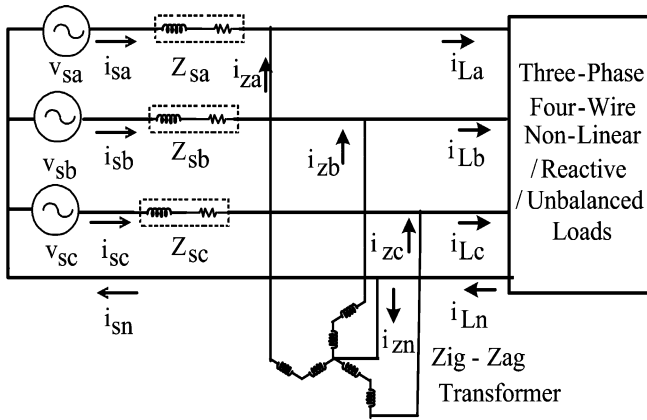 v_sa
i_sa
Z_sa
i_za
i_La
v_sb
i_sb
Z_sb
i_zb
i_Lb
v_sc
i_sc
Z_sc
i_zc
i_Lc
i_sn
i_zn
i_Ln
Three-Phase
Four-Wire
Non-Linear
/Reactive
/Unbalanced
Loads
Zig - Zag
Transformer